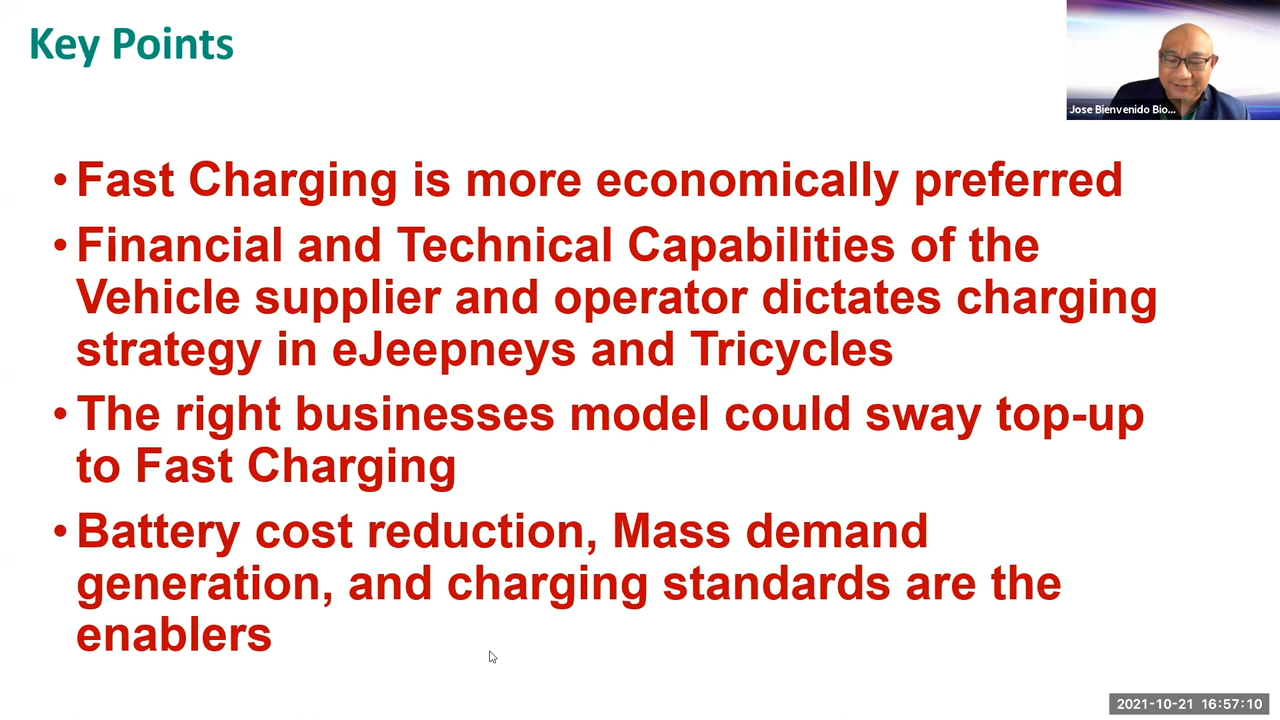 Key Points
Jose Bienvenido Bio...
• Fast Charging is more economically preferred
• Financial and Technical Capabilities of the
Vehicle supplier and operator dictates charging
strategy in eJeepneys and Tricycles
• The right businesses model could sway top-up
to Fast Charging
• Battery cost reduction, Mass demand
generation, and charging standards are the
enablers
2021-10-21 16:57:10